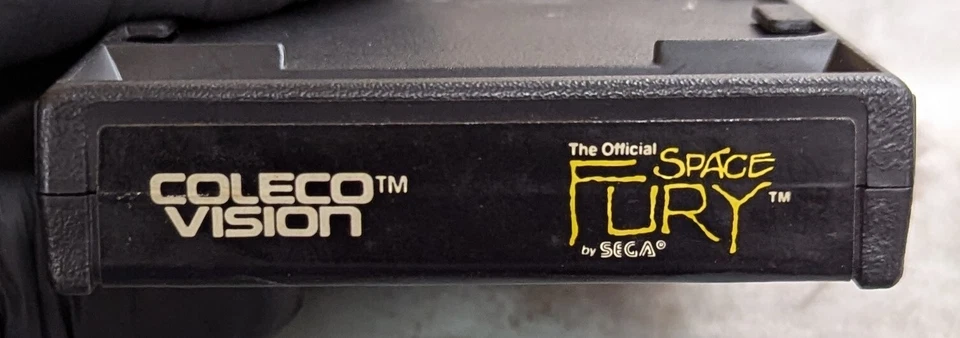 COLECO™
VISION
The Official
SPACE
FURY™
by SEGA®